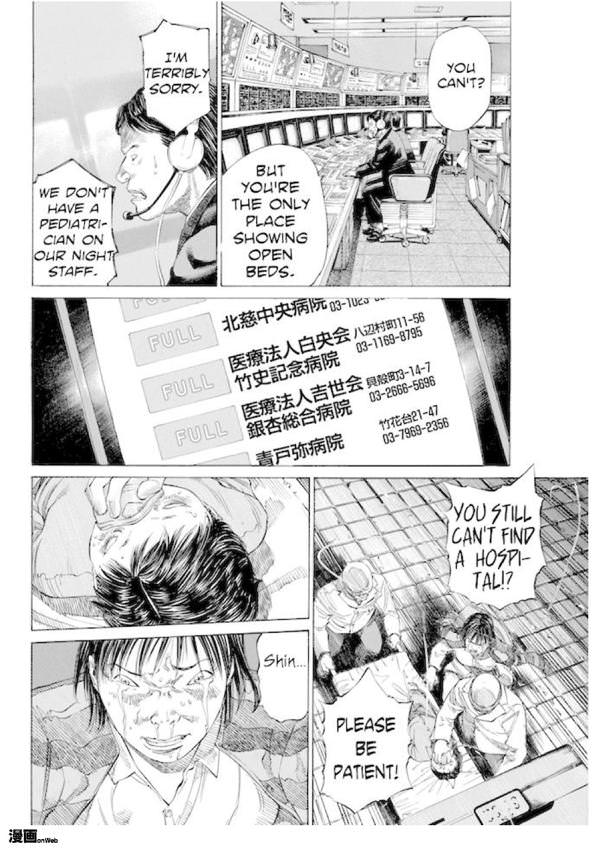 YOU
CAN'T?
BUT
YOU'RE
THE ONLY
PLACE
SHOWING
OPEN
BEDS.
I'M
TERRIBLY
SORRY.
WE DON'T
HAVE A
PEDIATRI-
CIAN ON
OUR NIGHT
STAFF.
北慈中央病院
FULL
医療法人白央会 八辺村町11-56
竹史記念病院 03-1169-8795
FULL
医療法人吉世会 貝殻町3-14-7
銀杏総合病院 03-2666-5696
FULL
青戸弥病院 竹花台21-47
03-7969-2356
YOU STILL
CAN'T FIND
A HOSPI-
TAL!?
PLEASE
BE
PATIENT!
Shin...
漫画onWeb